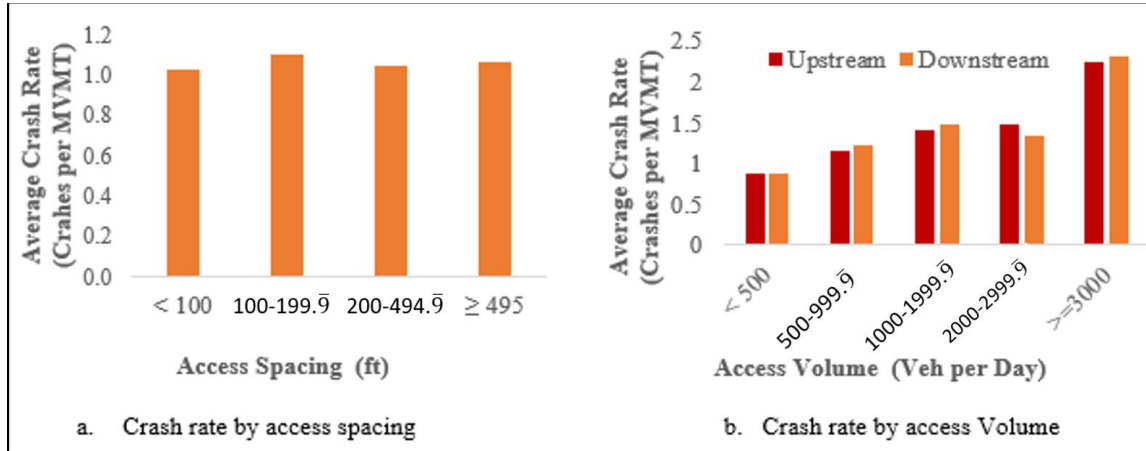 Average Crash Rate
(Crahes per MVMT)
1.2
1.0
0.8
0.6
0.4
0.2
0.0
< 100
100-199.9̅
200-494.9̅
≥ 495
Access Spacing (ft)
a. Crash rate by access spacing
Average Crash Rate
((Crashes per MVMT)
2.5
2
1.5
1
0.5
0
Upstream
Downstream
< 500
500-999.9̅
1000-1999.9̅
2000-2999.9̅
>=3000
Access Volume (Veh per Day)
b. Crash rate by access Volume